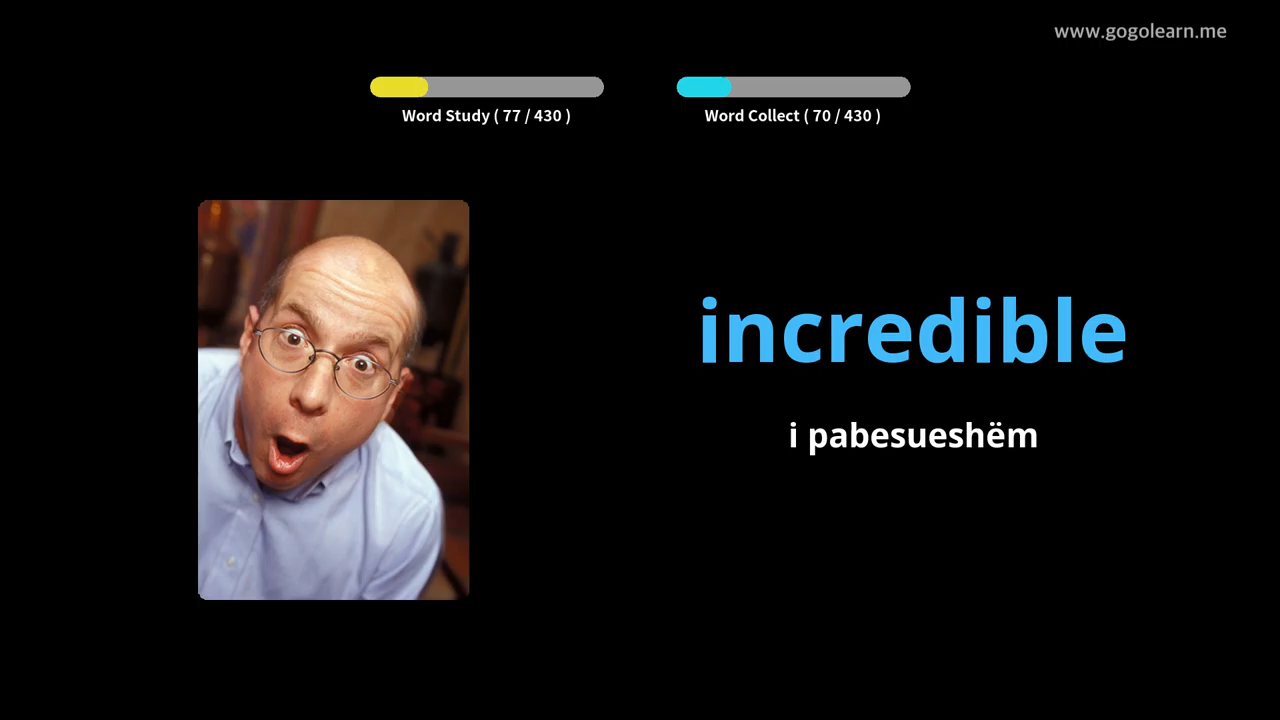 www.gogolearn.me
Word Study ( 77 / 430 )
Word Collect ( 70 / 430 )
incredible
i pabesueshëm